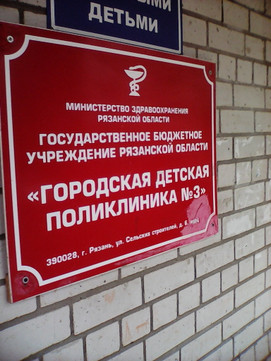 ДЕТЬМИ
МИНИСТЕРСТВО ЗДРАВООХРАНЕНИЯ
РЯЗАНСКОЙ ОБЛАСТИ
ГОСУДАРСТВЕННОЕ БЮДЖЕТНОЕ
УЧРЕЖДЕНИЕ РЯЗАНСКОЙ ОБЛАСТИ
«ГОРОДСКАЯ ДЕТСКАЯ
ПОЛИКЛИНИКА №3»
390028, г. Рязань, ул. Сельских строителей, д. 6